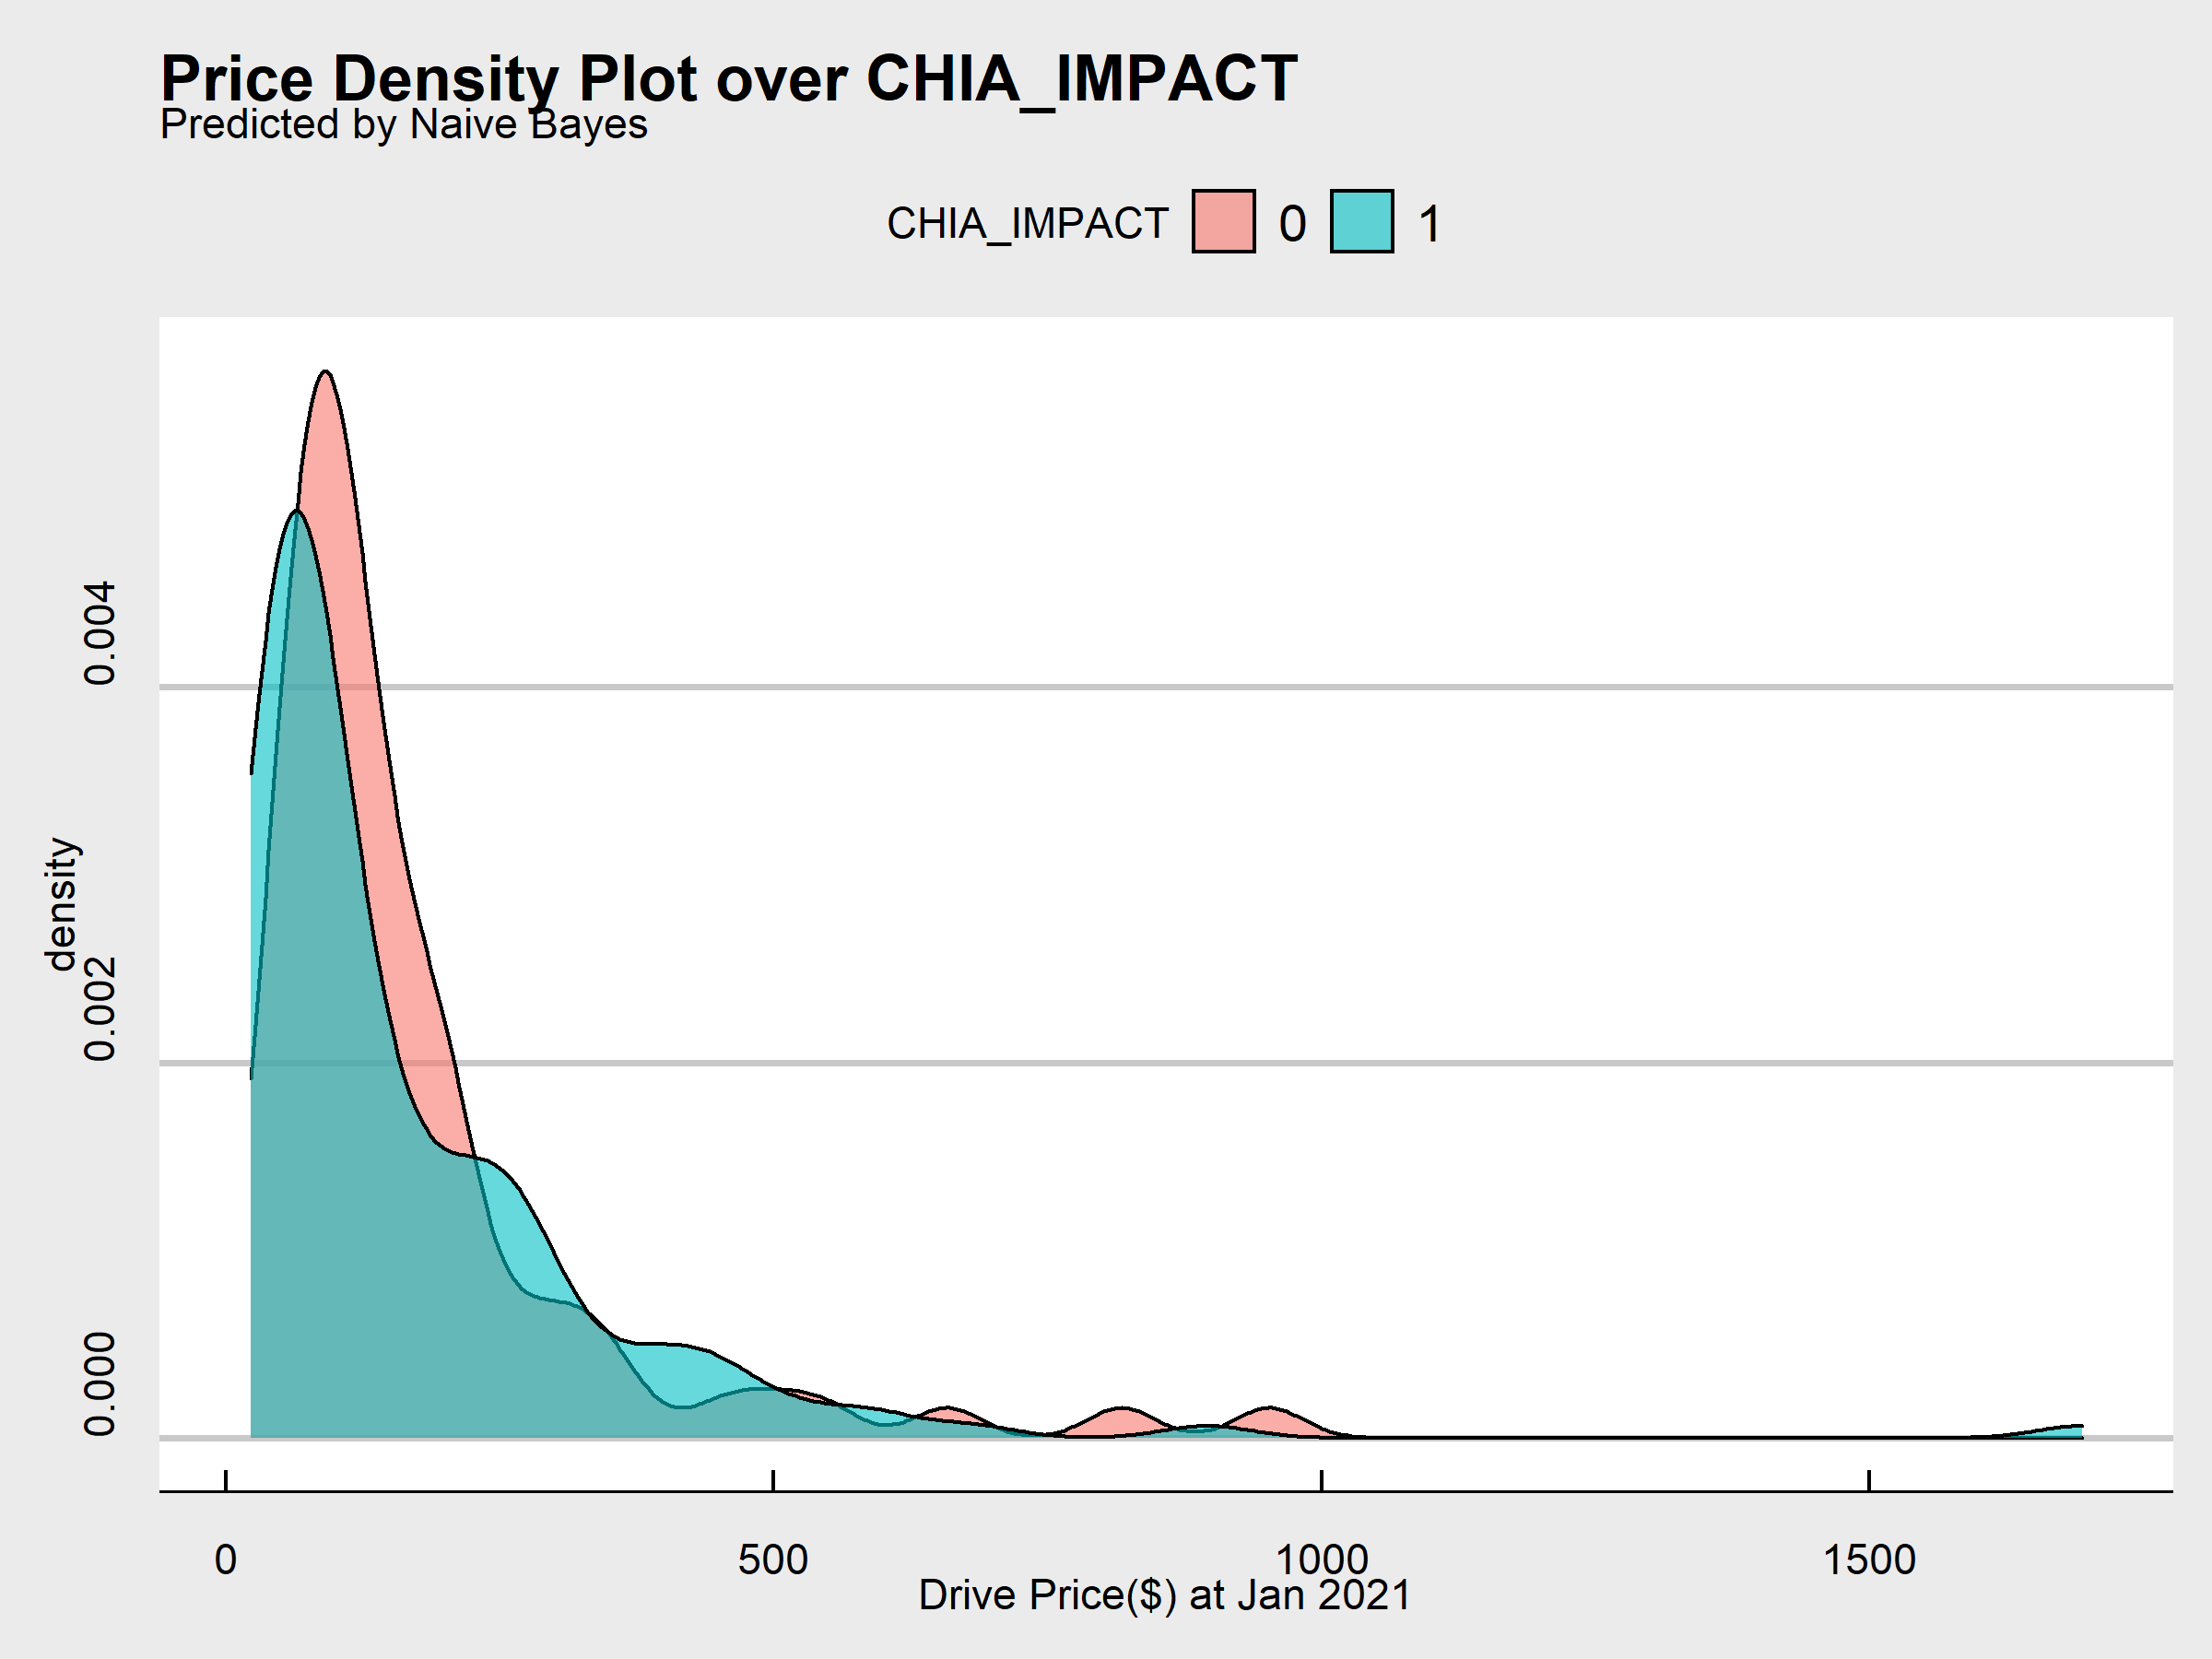 Price Density Plot over CHIA_IMPACT
Predicted by Naive Bayes
CHIA_IMPACT 0 1
density
0.004
0.002
0.000
0 500 1000 1500
Drive Price($) at Jan 2021